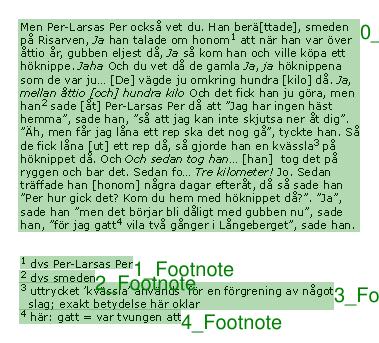 Men Per-Larsas Per också vet du. Han berä[ttade], smeden
på Risarven, Ja han talade om honom¹ att när han var över
åttio år, gubben eljest då, Ja så kom han och ville köpa ett
höknippe. Jaha Och du vet då de gamla Ja, ja höknippena
som de var ju... [De] vägde ju omkring hundra [kilo] då. Ja,
mellan åttio [och] hundra kilo Och det fick han ju göra, men
han² sade [åt] Per-Larsas Per då att ”Jag har ingen häst
hemma”, sade han, ”så att jag kan inte skjutsa ner åt dig”.
”Äh, men får jag låna ett rep ska det nog gå”, tyckte han. Så
de fick låna [ut] ett rep då, så gjorde han en kvässla³ på
höknippet då. Och Och sedan tog han... [han]  tog det på
ryggen och bar det. Sedan fo... Tre kilometer! Jo. Sedan
träffade han [honom] några dagar efteråt, då så sade han
”Per hur gick det? Kom du hem med höknippet då?”. ”Ja”,
sade han ”men det börjar bli dåligt med gubben nu”, sade
han, ”för jag gatt⁴ vila två gånger i Långeberget”, sade han.
0_
¹ dvs Per-Larsas Per
1_Footnote
² dvs smeden
2_Footnote
³ uttrycket ”kvässla” används  för en förgrening av något
slag; exakt betydelse här oklar
3_Fo
⁴ här: gatt = var tvungen att
4_Footnote